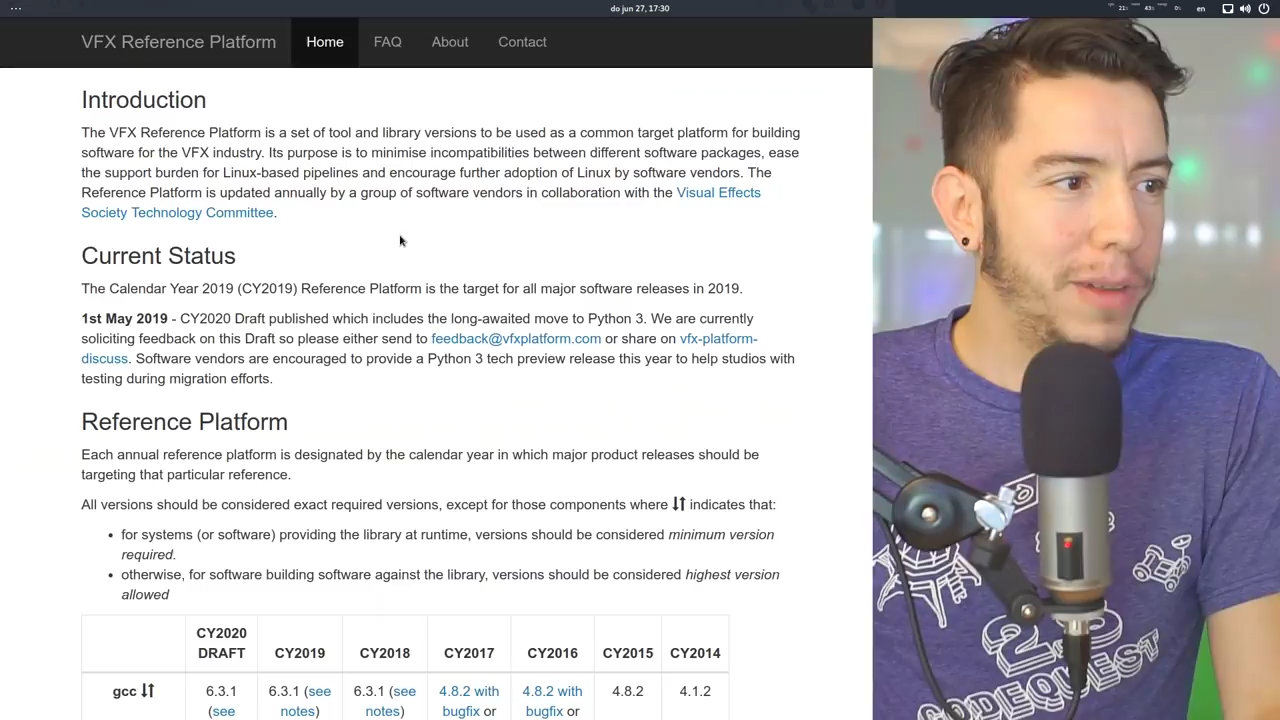 do jun 27, 17:30
21%
43%
0%
en
VFX Reference Platform
Home
FAQ
About
Contact
Introduction
The VFX Reference Platform is a set of tool and library versions to be used as a common target platform for building
software for the VFX industry. Its purpose is to minimise incompatibilities between different software packages, ease
the support burden for Linux-based pipelines and encourage further adoption of Linux by software vendors. The
Reference Platform is updated annually by a group of software vendors in collaboration with the Visual Effects
Society Technology Committee.
Current Status
The Calendar Year 2019 (CY2019) Reference Platform is the target for all major software releases in 2019.
1st May 2019 - CY2020 Draft published which includes the long-awaited move to Python 3. We are currently
soliciting feedback on this Draft so please either send to feedback@vfxplatform.com or share on vfx-platform-
discuss. Software vendors are encouraged to provide a Python 3 tech preview release this year to help studios with
testing during migration efforts.
Reference Platform
Each annual reference platform is designated by the calendar year in which major product releases should be
targeting that particular reference.
All versions should be considered exact required versions, except for those components where indicates that:
for systems (or software) providing the library at runtime, versions should be considered minimum version
required.
otherwise, for software building software against the library, versions should be considered highest version
allowed
CY2020 DRAFT CY2019 CY2018 CY2017 CY2016 CY2015 CY2014
gcc 6.3.1 6.3.1 (see 6.3.1 (see 4.8.2 with 4.8.2 with 4.8.2 4.1.2
(see notes) notes) bugfix or bugfix or
CODEQUEST